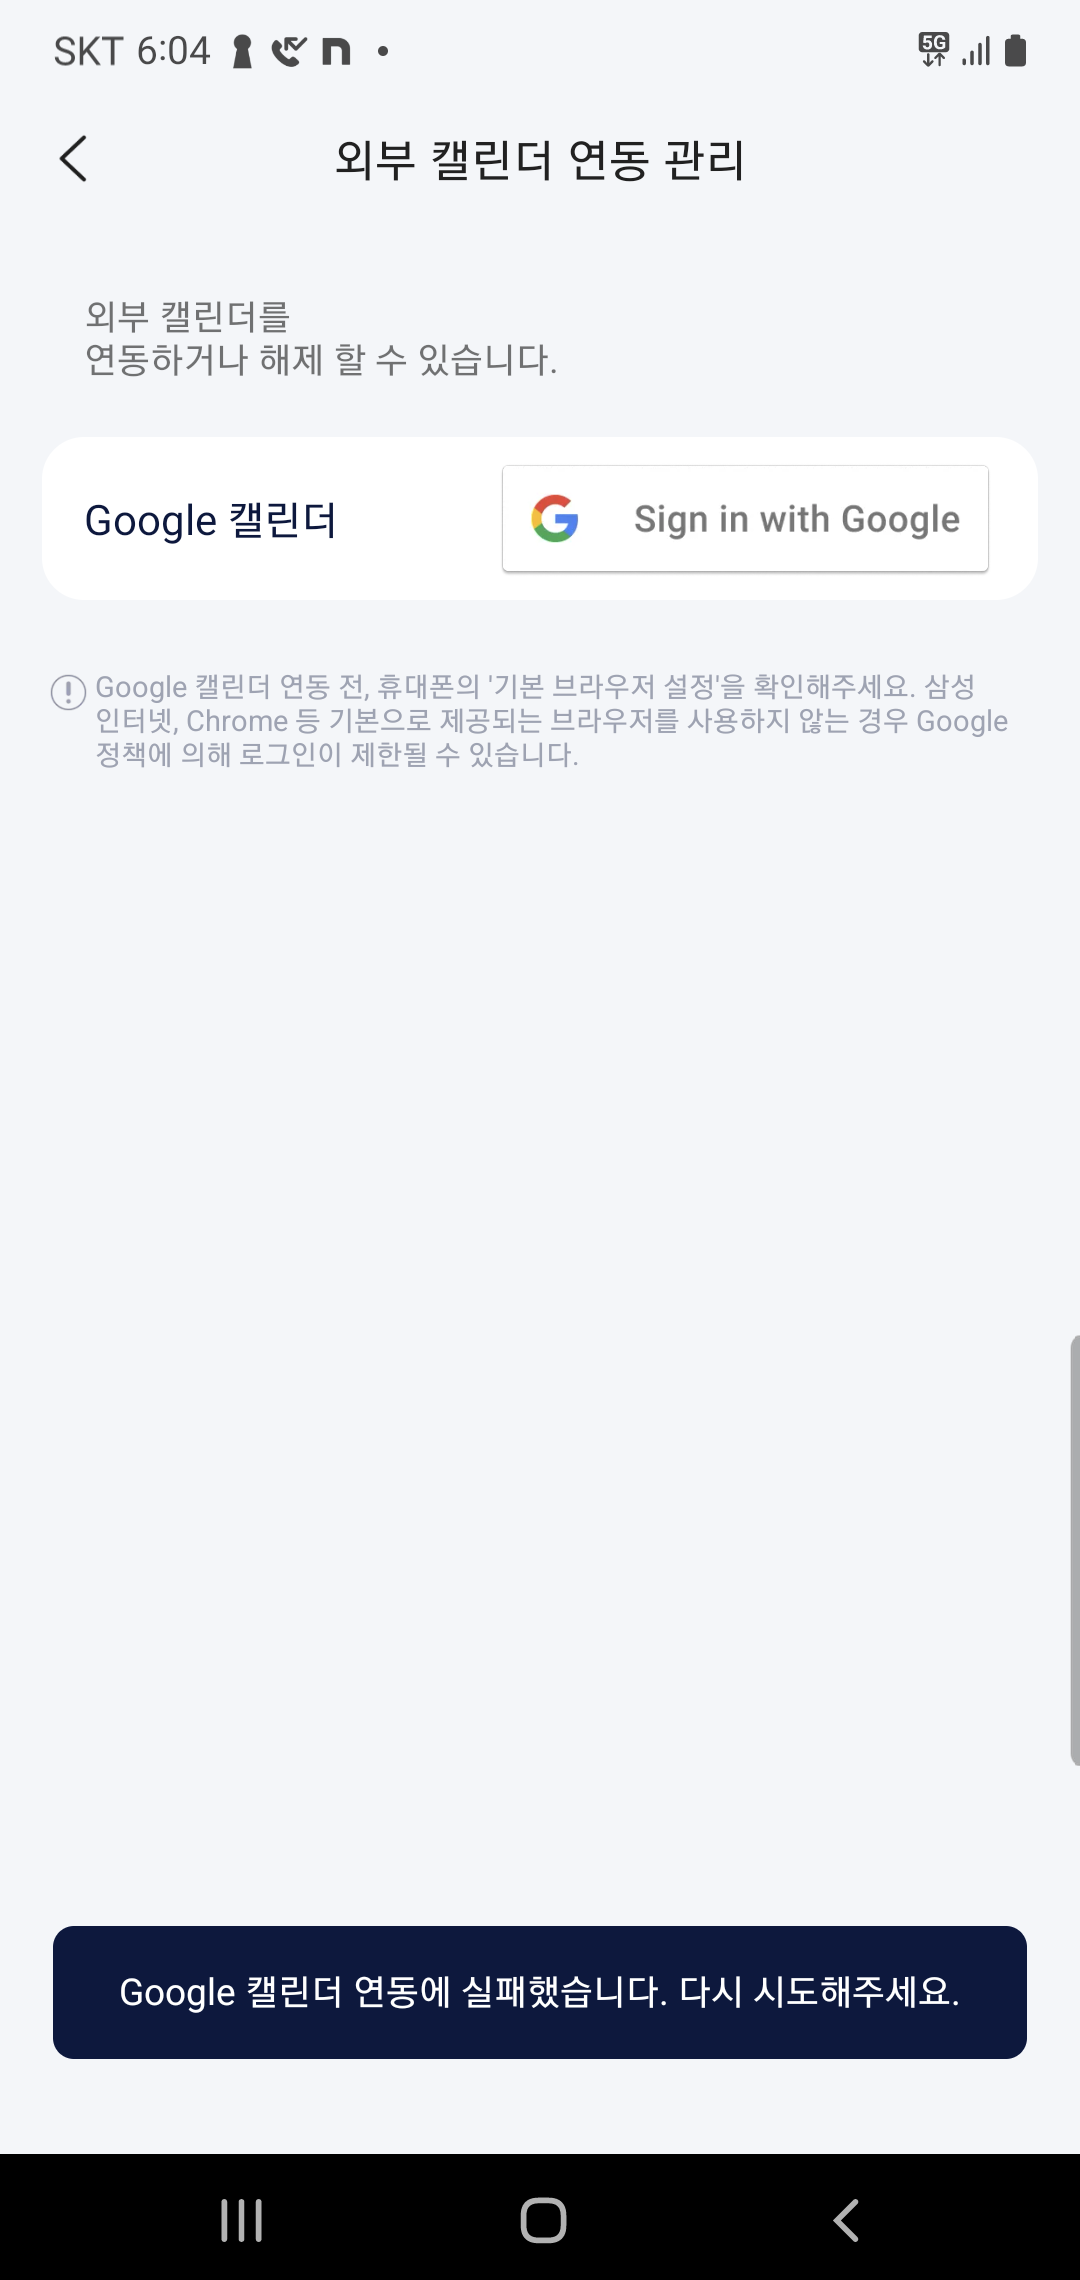 SKT 6:04
5G
외부 캘린더 연동 관리
외부 캘린더를
연동하거나 해제 할 수 있습니다.
Google 캘린더
Sign in with Google
Google 캘린더 연동 전, 휴대폰의 '기본 브라우저 설정'을 확인해주세요. 삼성
인터넷, Chrome 등 기본으로 제공되는 브라우저를 사용하지 않는 경우 Google
정책에 의해 로그인이 제한될 수 있습니다.
Google 캘린더 연동에 실패했습니다. 다시 시도해주세요.